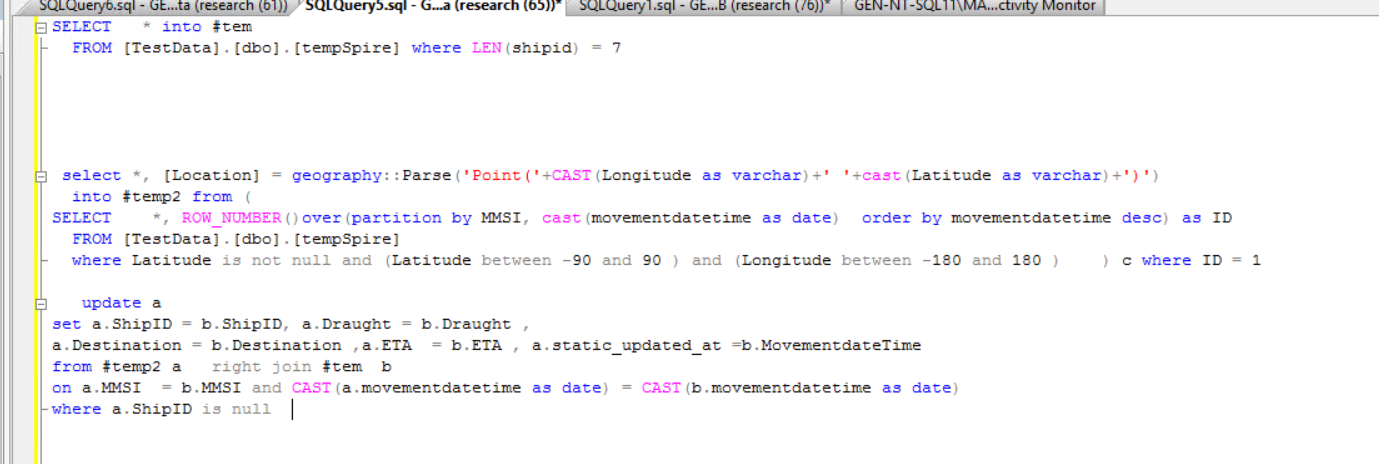 SQLQuery6.sql - GE...ta (research (61))  SQLQuery5.sql - G...a (research (65))*  SQLQuery1.sql - GE...B (research (76))*  GEN-NT-SQL11\MA...ctivity Monitor
SELECT   * into #tem
FROM [TestData].[dbo].[tempSpire] where LEN(shipid) = 7
select *, [Location] = geography::Parse('Point('+CAST(Longitude as varchar)+' '+cast(Latitude as varchar)+')')
into #temp2 from (
SELECT    *, ROW_NUMBER()over(partition by MMSI, cast(movementdatetime as date)  order by movementdatetime desc) as ID
FROM [TestData].[dbo].[tempSpire]
where Latitude is not null and (Latitude between -90 and 90 ) and (Longitude between -180 and 180 )    ) c where ID = 1
update a
set a.ShipID = b.ShipID, a.Draught = b.Draught ,
a.Destination = b.Destination ,a.ETA  = b.ETA , a.static_updated_at =b.MovementdateTime
from #temp2 a   right join #tem  b
on a.MMSI  = b.MMSI and CAST(a.movementdatetime as date) = CAST(b.movementdatetime as date)
where a.ShipID is null